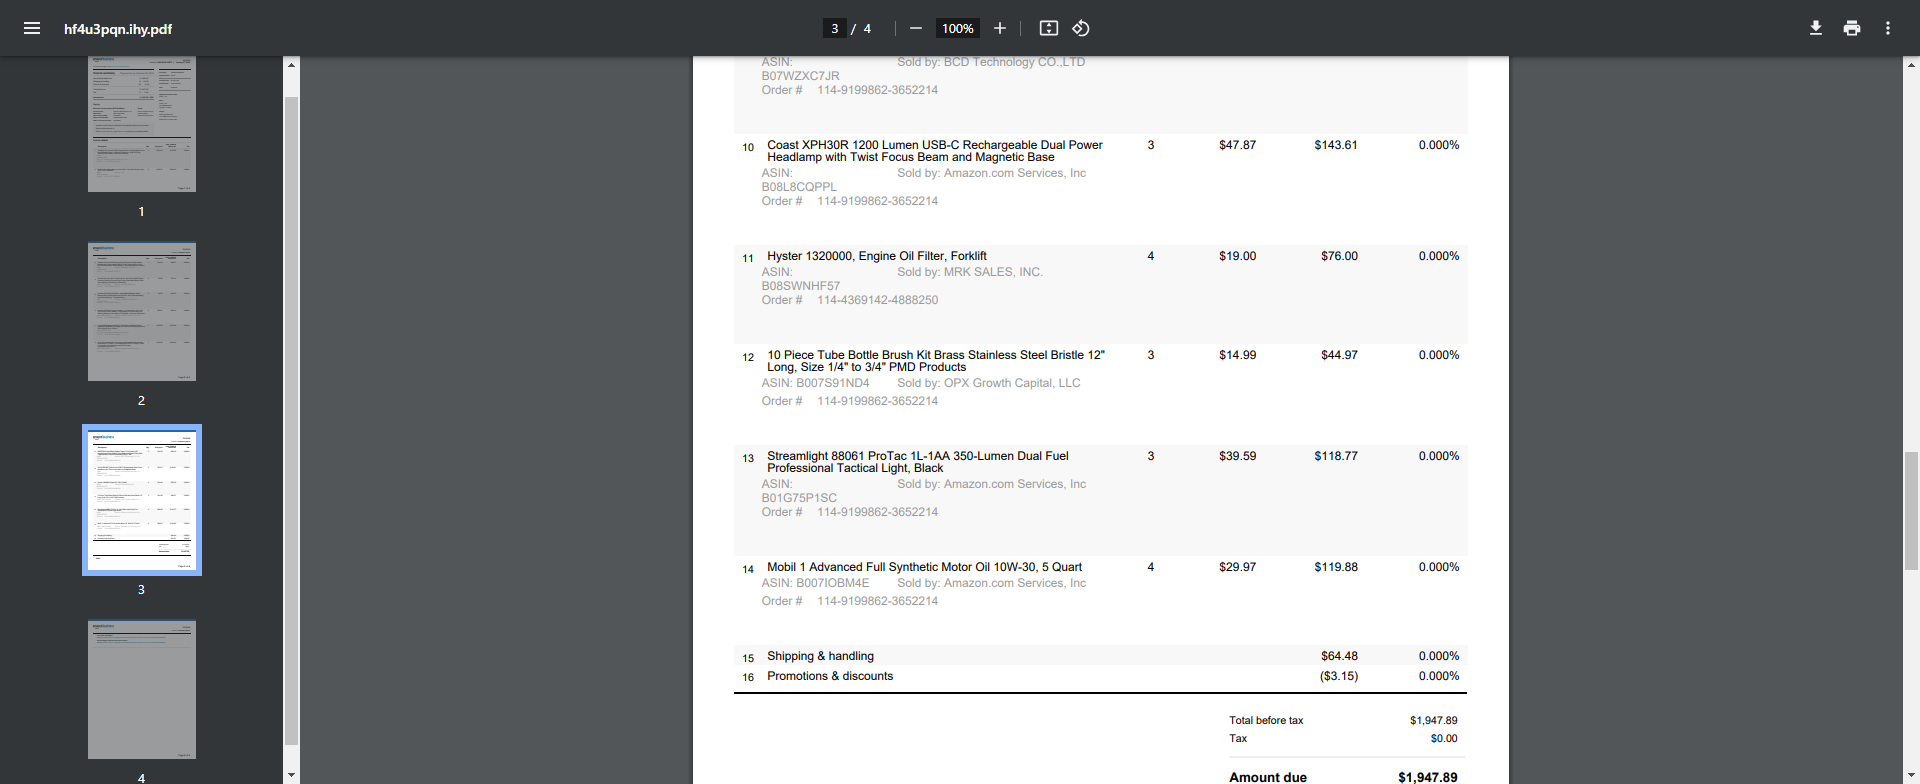 hf4u3pqn.ihy.pdf
3 / 4
100%
1
2
3
4
ASIN: Sold by: BCD Technology CO.,LTD
B07WZXC7JR
Order # 114-9199862-3652214
10 Coast XPH30R 1200 Lumen USB-C Rechargeable Dual Power 3 $47.87 $143.61 0.000%
Headlamp with Twist Focus Beam and Magnetic Base
ASIN: Sold by: Amazon.com Services, Inc
B08L8CQPPL
Order # 114-9199862-3652214
11 Hyster 1320000, Engine Oil Filter, Forklift 4 $19.00 $76.00 0.000%
ASIN: Sold by: MRK SALES, INC.
B08SWNHF57
Order # 114-4369142-4888250
12 10 Piece Tube Bottle Brush Kit Brass Stainless Steel Bristle 12" 3 $14.99 $44.97 0.000%
Long, Size 1/4" to 3/4" PMD Products
ASIN: B007S91ND4 Sold by: OPX Growth Capital, LLC
Order # 114-9199862-3652214
13 Streamlight 88061 ProTac 1L-1AA 350-Lumen Dual Fuel 3 $39.59 $118.77 0.000%
Professional Tactical Light, Black
ASIN: Sold by: Amazon.com Services, Inc
B01G75P1SC
Order # 114-9199862-3652214
14 Mobil 1 Advanced Full Synthetic Motor Oil 10W-30, 5 Quart 4 $29.97 $119.88 0.000%
ASIN: B007IOBM4E Sold by: Amazon.com Services, Inc
Order # 114-9199862-3652214
15 Shipping & handling $64.48 0.000%
16 Promotions & discounts ($3.15) 0.000%
Total before tax $1,947.89
Tax $0.00
Amount due $1,947.89